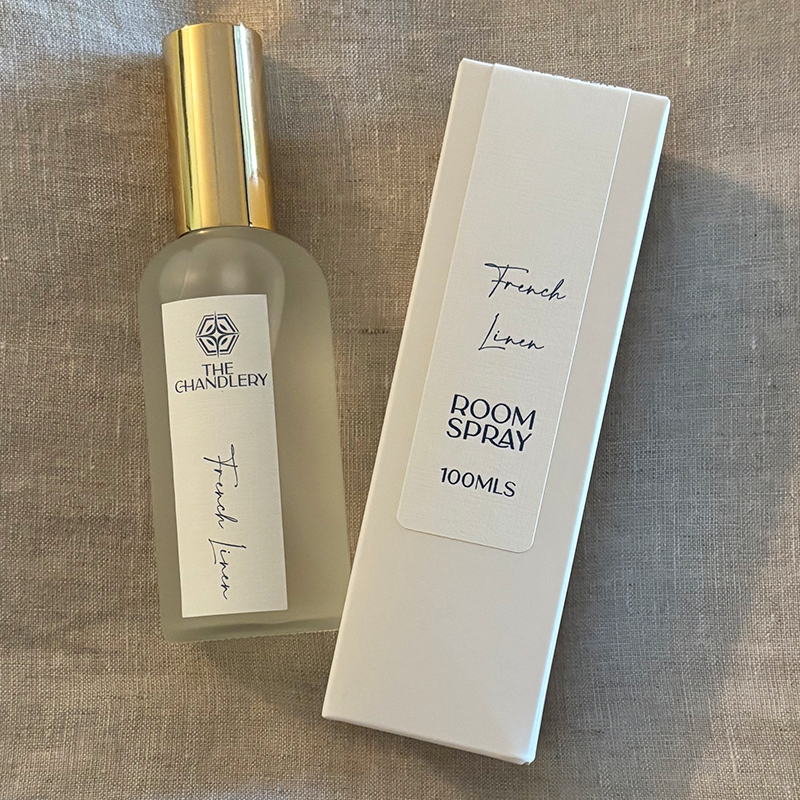 THE
CHANDLERY
French Linen
French
Linen
ROOM
SPRAY
100MLS